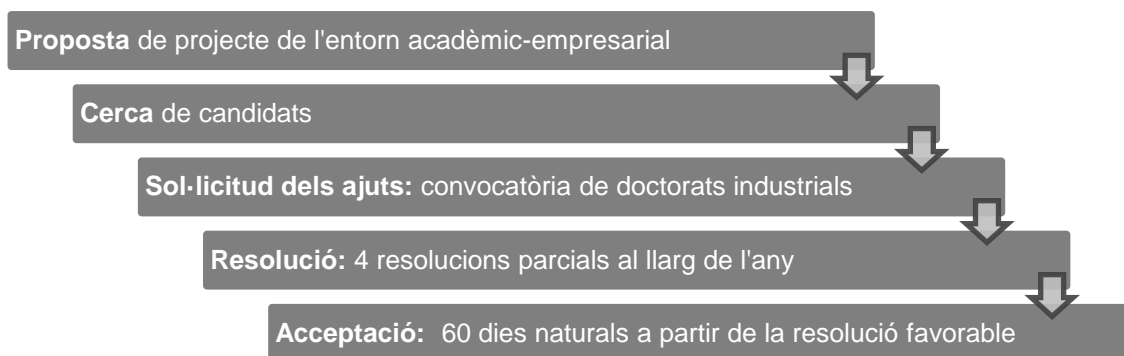 Proposta de projecte de l'entorn acadèmic-empresarial
Cerca de candidats
Sol·licitud dels ajuts: convocatòria de doctorats industrials
Resolució: 4 resolucions parcials al llarg de l'any
Acceptació: 60 dies naturals a partir de la resolució favorable